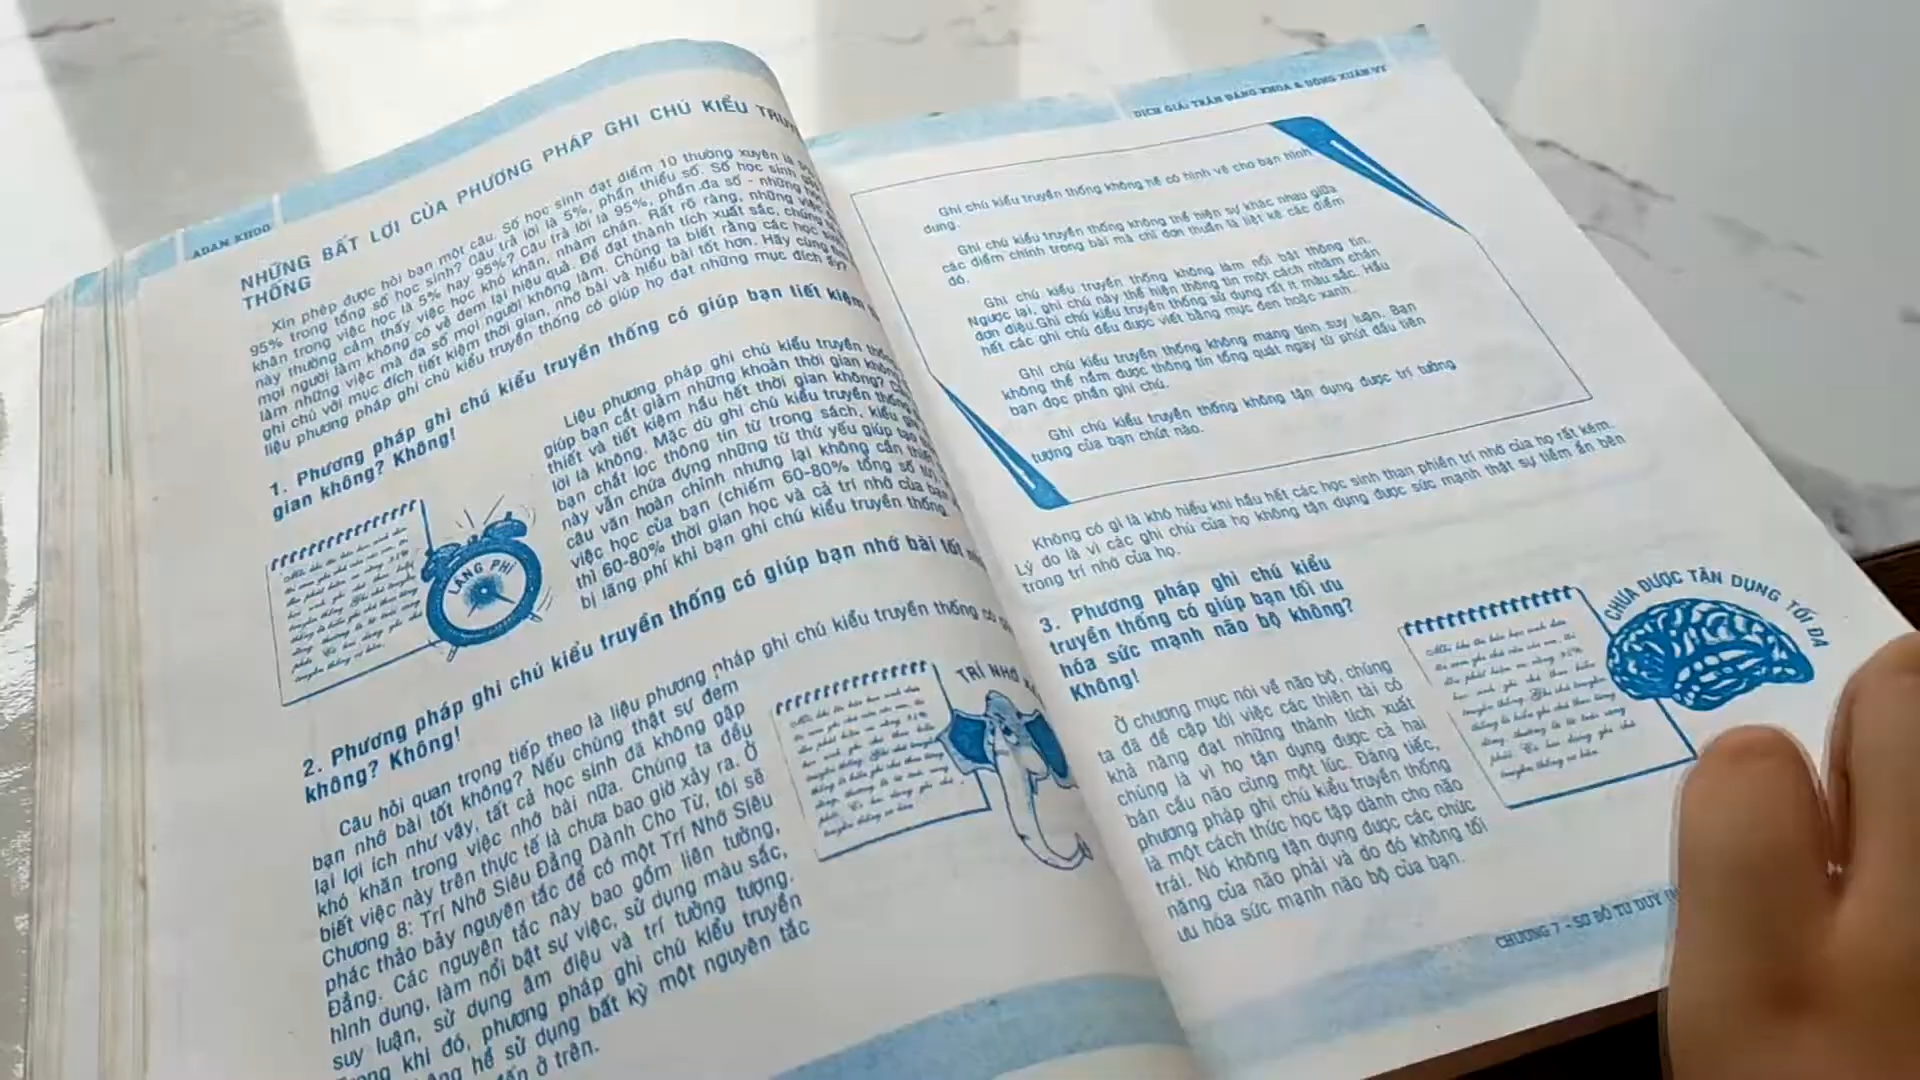 ADAM KHOO
NHỮNG BẤT LỢI CỦA PHƯƠNG PHÁP GHI CHÚ KIỂU
THỐNG
Xin phép được hỏi bạn một câu. Số học sinh đạt điểm 10 thường xuyên là
95% trong tổng số học sinh? Câu trả lời là 5%, phần thiểu số. Số học sinh
khăn trong việc học là 5% hay 95%? Câu trả lời là 95%, phần đa số - những
này thường cảm thấy việc học khó khăn, nhàm chán. Rất rõ ràng, những việc
mọi người làm không có vẻ đem lại hiệu quả. Để đạt thành tích xuất sắc, chúng
làm những việc mà đa số mọi người không làm. Chúng ta biết rằng các học sinh
ghi chú với mục đích tiết kiệm thời gian, nhớ bài và hiểu bài tốt hơn. Hãy cùng
liệu phương pháp ghi chú kiểu truyền thống có giúp họ đạt những mục đích ấy?
1. Phương pháp ghi chú kiểu truyền thống có giúp bạn tiết kiệm
gian không? Không!
LÃNG PHÍ
Liệu phương pháp ghi chú kiểu truyền
giúp bạn cắt giảm những khoản thời gian không
thiết và tiết kiệm hầu hết thời gian không?
lời là không. Mặc dù ghi chú kiểu truyền thống
bạn chắt lọc thông tin từ trong sách, kiểu
này vẫn chứa đựng những từ thứ yếu giúp tạo
câu văn hoàn chỉnh nhưng lại không cần
việc học của bạn (chiếm 60-80% tổng số từ).
thì 60-80% thời gian học và cả trí nhớ của bạn
bị lãng phí khi bạn ghi chú kiểu truyền thống.
2. Phương pháp ghi chú kiểu truyền thống có giúp bạn nhớ bài tốt
không? Không!
Câu hỏi quan trọng tiếp theo là liệu phương pháp ghi chú kiểu truyền thống có
bạn nhớ bài tốt không? Nếu chúng thật sự đem
lại lợi ích như vậy, tất cả học sinh đã không gặp
khó khăn trong việc nhớ bài nữa. Chúng ta đều
biết việc này trên thực tế là chưa bao giờ xảy ra. Ở
Chương 8: Trí Nhớ Siêu Đẳng Dành Cho Từ, tôi sẽ
phác thảo bảy nguyên tắc để có một Trí Nhớ Siêu
Đẳng. Các nguyên tắc này bao gồm liên tưởng,
hình dung, làm nổi bật sự việc, sử dụng màu sắc,
suy luận, sử dụng âm điệu và trí tưởng tượng.
khi đó, phương pháp ghi chú kiểu truyền
hề sử dụng bất kỳ một nguyên tắc
ở trên.
TRÍ NHỚ
DỊCH GIẢ: TRẦN ĐĂNG KHOA & UÔNG XUÂN VY
Ghi chú kiểu truyền thống không hề có hình vẽ cho bạn hình
dung.
Ghi chú kiểu truyền thống không thể hiện sự khác nhau giữa
các điểm chính trong bài mà chỉ đơn thuần là liệt kê các điểm
đó.
Ghi chú kiểu truyền thống không làm nổi bật thông tin.
Ngược lại, ghi chú này thể hiện thông tin một cách nhàm chán
đơn điệu.Ghi chú kiểu truyền thống sử dụng rất ít màu sắc. Hầu
hết các ghi chú đều được viết bằng mực đen hoặc xanh.
Ghi chú kiểu truyền thống không mang tính suy luận. Bạn
không thể nắm được thông tin tổng quát ngay từ phút đầu tiên
bạn đọc phần ghi chú.
Ghi chú kiểu truyền thống không tận dụng được trí tưởng
tượng của bạn chút nào.
Không có gì là khó hiểu khi hầu hết các học sinh than phiền trí nhớ của họ rất kém.
Lý do là vì các ghi chú của họ không tận dụng được sức mạnh thật sự tiềm ẩn bên
trong trí nhớ của họ.
3. Phương pháp ghi chú kiểu
truyền thống có giúp bạn tối ưu
hóa sức mạnh não bộ không?
Không!
CHƯA ĐƯỢC TẬN DỤNG TỐI ĐA
Ở chương mục nói về não bộ, chúng
ta đã đề cập tới việc các thiên tài có
khả năng đạt những thành tích xuất
chúng là vì họ tận dụng được cả hai
bán cầu não cùng một lúc. Đáng tiếc,
phương pháp ghi chú kiểu truyền thống
là một cách thức học tập dành cho não
trái. Nó không tận dụng được các chức
năng của não phải và do đó không tối
ưu hóa sức mạnh não bộ của bạn.
CHƯƠNG 7 - SƠ ĐỒ TƯ DUY